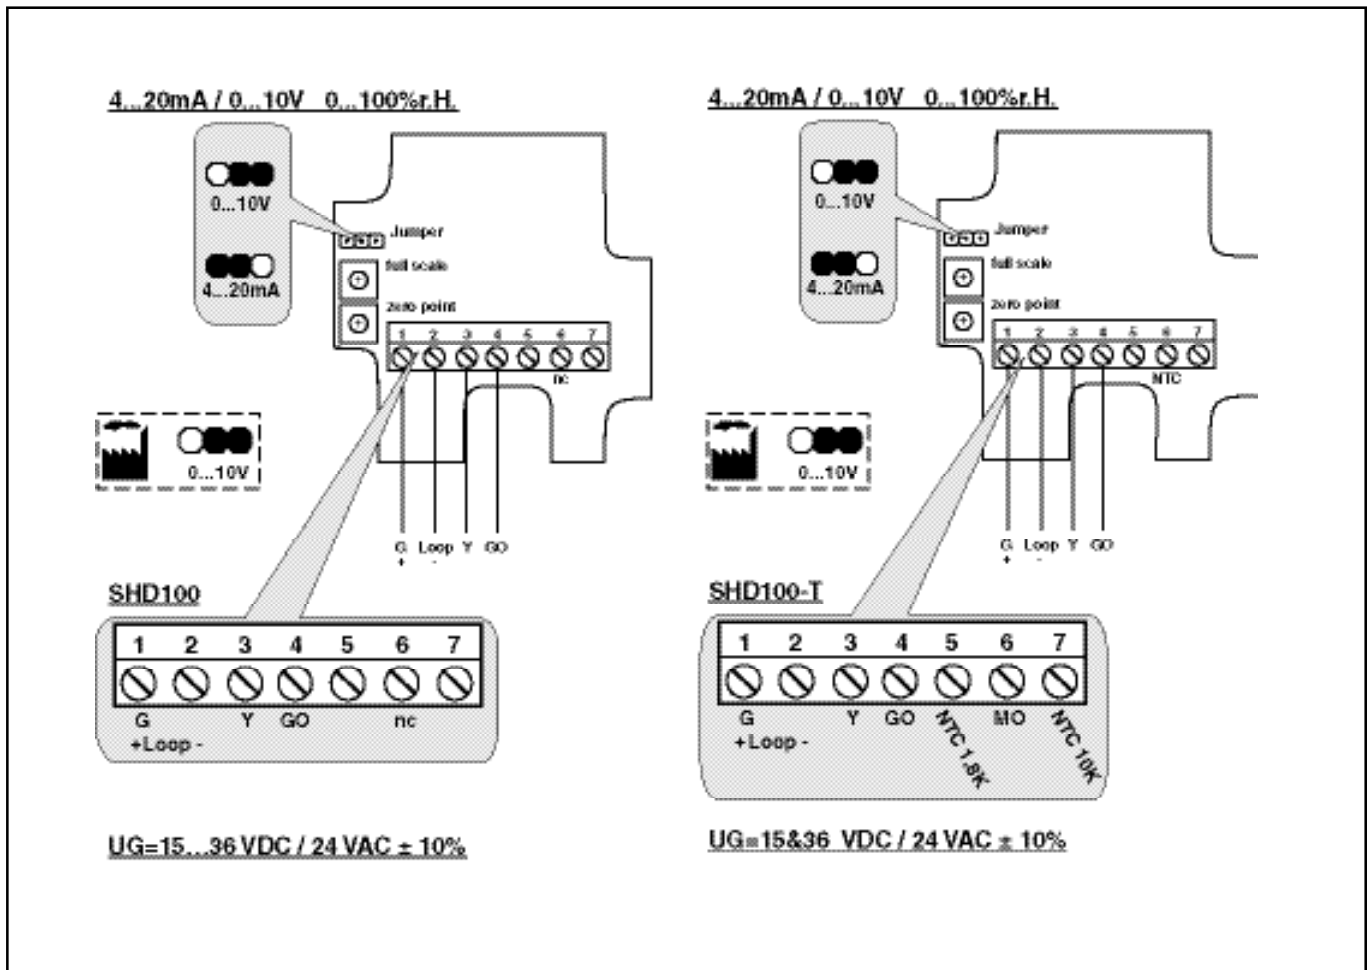 4...20mA / 0...10V 0...100%r.H.
0...10V
Jumper
4...20mA
full scale
zero point
1 2 3 4 5 6 7
nc
0...10V
G Loop Y GO
+ -
SHD100
1 2 3 4 5 6 7
G Y GO nc
+Loop -
UG=15...36 VDC / 24 VAC ± 10%
4...20mA / 0...10V 0...100%r.H.
0...10V
Jumper
4...20mA
full scale
zero point
1 2 3 4 5 6 7
NTC
0...10V
G Loop Y GO
+ -
SHD100-T
1 2 3 4 5 6 7
G Y GO NTC 1,8K MO NTC 10K
+Loop -
UG=15&36 VDC / 24 VAC ± 10%